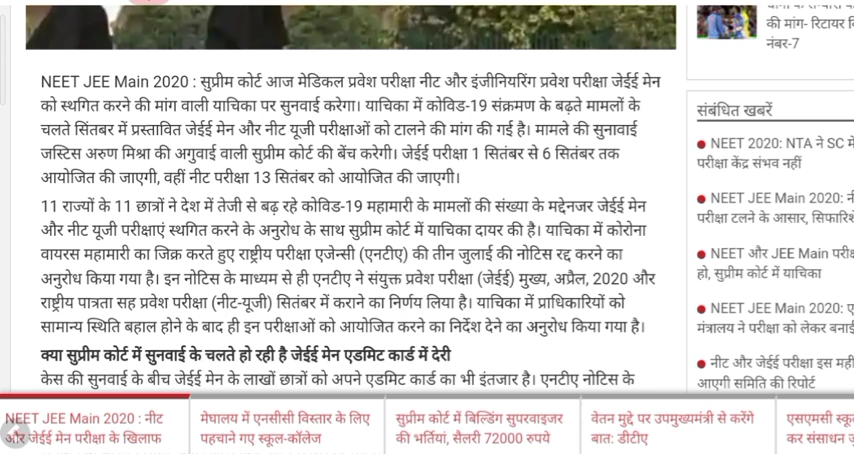 की मांग- रिटायर
नंबर-7
NEET JEE Main 2020 : सुप्रीम कोर्ट आज मेडिकल प्रवेश परीक्षा नीट और इंजीनियरिंग प्रवेश परीक्षा जेईई मेन
को स्थगित करने की मांग वाली याचिका पर सुनवाई करेगा। याचिका में कोविड-19 संक्रमण के बढ़ते मामलों के
चलते सिंतबर में प्रस्तावित जेईई मेन और नीट यूजी परीक्षाओं को टालने की मांग की गई है। मामले की सुनावाई
जस्टिस अरुण मिश्रा की अगुवाई वाली सुप्रीम कोर्ट की बेंच करेगी। जेईई परीक्षा 1 सितंबर से 6 सितंबर तक
आयोजित की जाएगी, वहीं नीट परीक्षा 13 सितंबर को आयोजित की जाएगी।
11 राज्यों के 11 छात्रों ने देश में तेजी से बढ़ रहे कोविड-19 महामारी के मामलों की संख्या के मद्देनजर जेईई मेन
और नीट यूजी परीक्षाएं स्थगित करने के अनुरोध के साथ सुप्रीम कोर्ट में याचिका दायर की है। याचिका में कोरोना
वायरस महामारी का जिक्र करते हुए राष्ट्रीय परीक्षा एजेन्सी (एनटीए) की तीन जुलाई की नोटिस रद्द करने का
अनुरोध किया गया है। इन नोटिस के माध्यम से ही एनटीए ने संयुक्त प्रवेश परीक्षा (जेईई) मुख्य, अप्रैल, 2020 और
राष्ट्रीय पात्रता सह प्रवेश परीक्षा (नीट-यूजी) सितंबर में कराने का निर्णय लिया है। याचिका में प्राधिकारियों को
सामान्य स्थिति बहाल होने के बाद ही इन परीक्षाओं को आयोजित करने का निर्देश देने का अनुरोध किया गया है।
क्या सुप्रीम कोर्ट में सुनवाई के चलते हो रही है जेईई मेन एडमिट कार्ड में देरी
केस की सुनवाई के बीच जेईई मेन के लाखों छात्रों को अपने एडमिट कार्ड का भी इंतजार है। एनटीए नोटिस के
संबंधित खबरें
NEET 2020: NTA ने SC में
परीक्षा केंद्र संभव नहीं
NEET JEE Main 2020:
परीक्षा टलने के आसार,
NEET और JEE Main
हो, सुप्रीम कोर्ट में याचिका
NEET JEE Main 2020:
मंत्रालय ने परीक्षा को लेकर
नीट और जेईई परीक्षा इस
आएगी समिति की रिपोर्ट
NEET JEE Main 2020 : नीट
और जेईई मेन परीक्षा के खिलाफ
मेघालय में एनसीसी विस्तार के लिए
पहचाने गए स्कूल-कॉलेज
सुप्रीम कोर्ट में बिल्डिंग सुपरवाइजर
की भर्तियां, सैलरी 72000 रुपये
वेतन मुद्दे पर उपमुख्यमंत्री से करेंगे
बात: डीटीए
एसएमसी
कर संसाधन